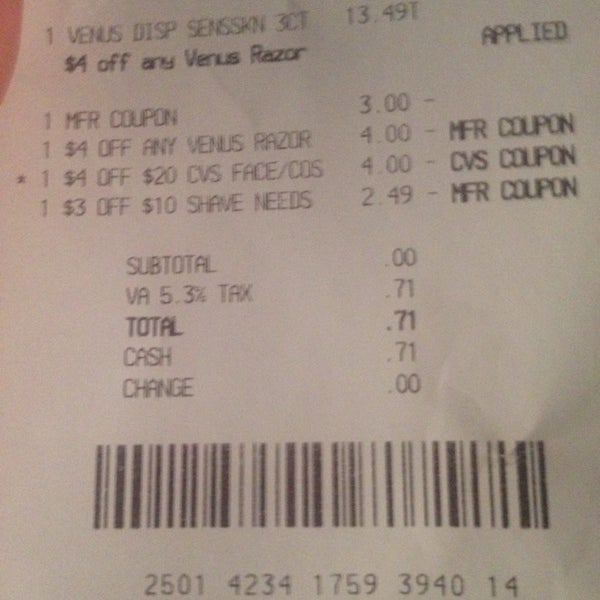 1 VENUS DISP SENSSKN 3CT 13.49T
$4 off any Venus Razor APPLIED
1 MFR COUPON 3.00 -
1 $4 OFF ANY VENUS RAZOR 4.00 - MFR COUPON
* 1 $4 OFF $20 CVS FACE/COS 4.00 - CVS COUPON
1 $3 OFF $10 SHAVE NEEDS 2.49 - MFR COUPON
SUBTOTAL .00
VA 5.3% TAX .71
TOTAL .71
CASH .71
CHANGE .00
2501 4234 1759 3940 14